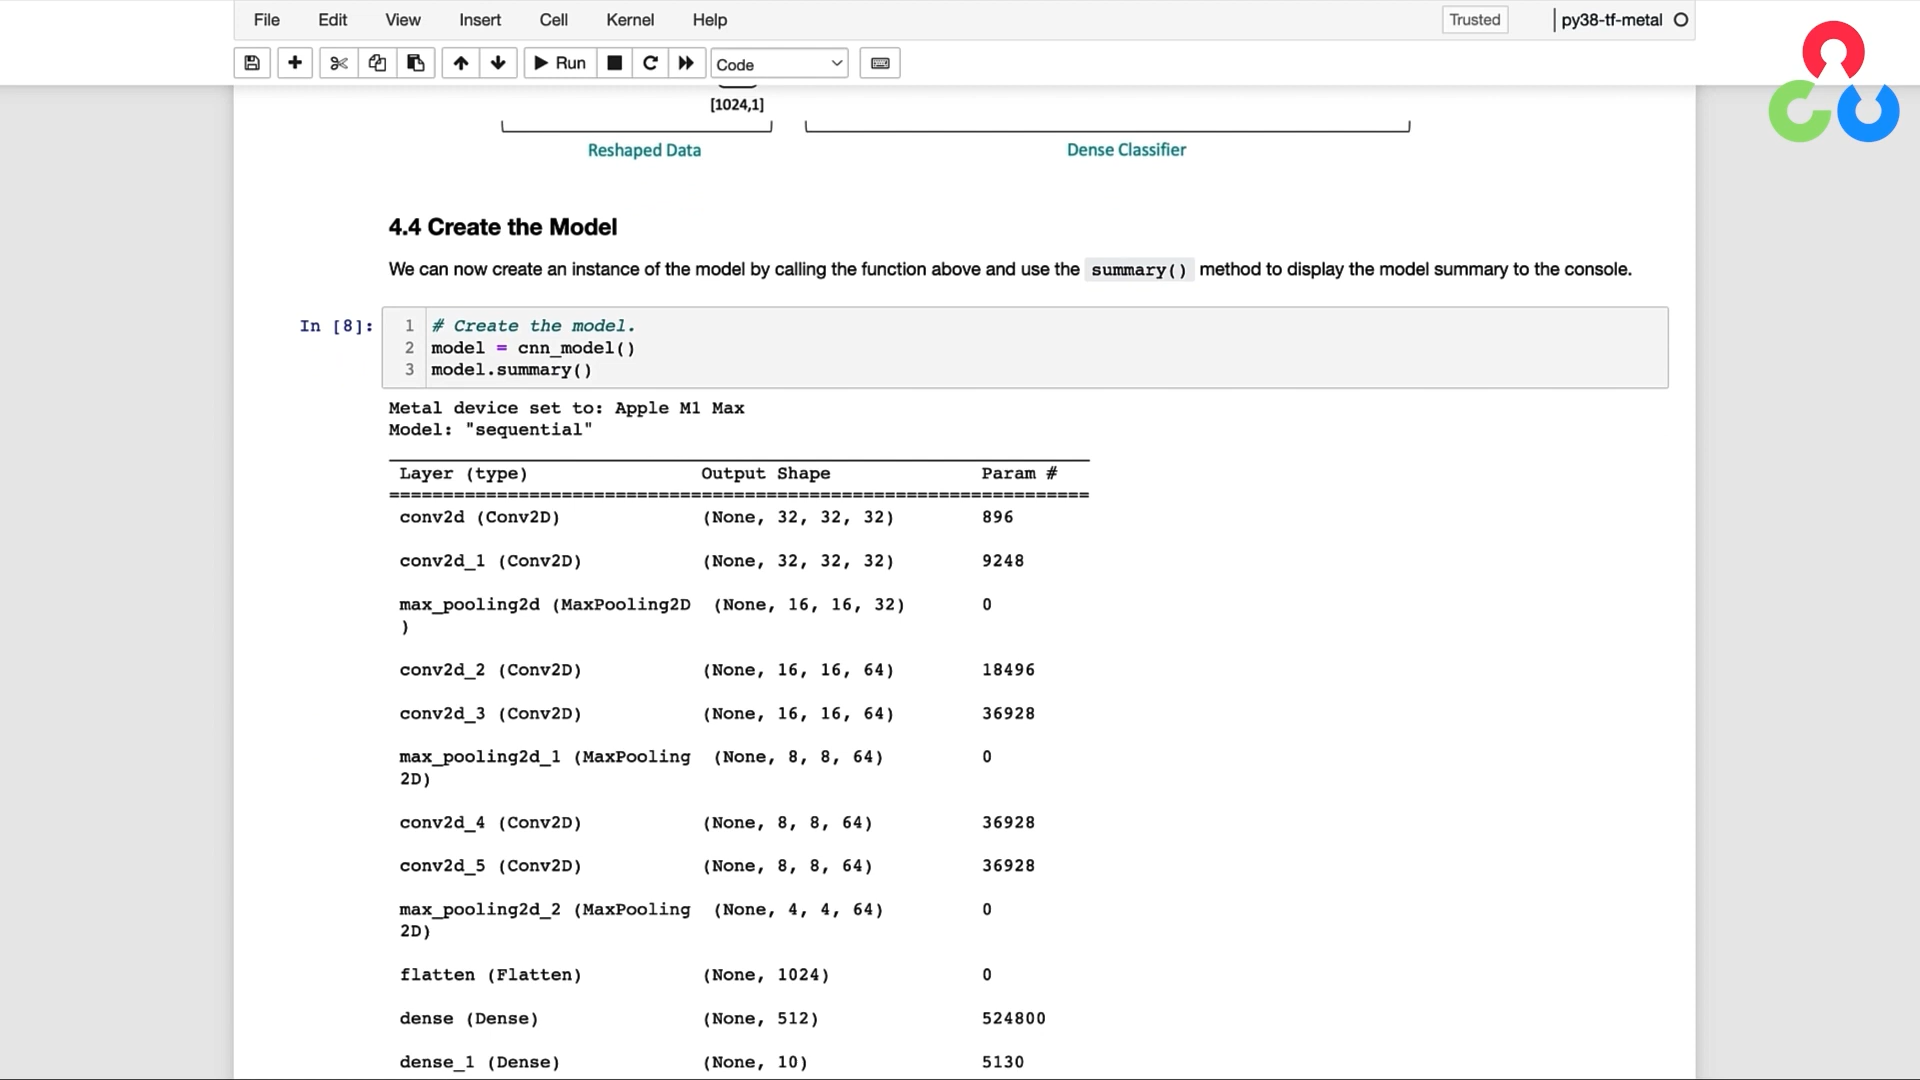 File Edit View Insert Cell Kernel Help Trusted py38-tf-metal
Run Code
[1024,1]
Reshaped Data Dense Classifier
4.4 Create the Model
We can now create an instance of the model by calling the function above and use the summary() method to display the model summary to the console.
In [8]:
1 # Create the model.
2 model = cnn_model()
3 model.summary()
Metal device set to: Apple M1 Max
Model: "sequential"
Layer (type) Output Shape Param #
=================================================================
conv2d (Conv2D) (None, 32, 32, 32) 896
conv2d_1 (Conv2D) (None, 32, 32, 32) 9248
max_pooling2d (MaxPooling2D (None, 16, 16, 32) 0
)
conv2d_2 (Conv2D) (None, 16, 16, 64) 18496
conv2d_3 (Conv2D) (None, 16, 16, 64) 36928
max_pooling2d_1 (MaxPooling (None, 8, 8, 64) 0
2D)
conv2d_4 (Conv2D) (None, 8, 8, 64) 36928
conv2d_5 (Conv2D) (None, 8, 8, 64) 36928
max_pooling2d_2 (MaxPooling (None, 4, 4, 64) 0
2D)
flatten (Flatten) (None, 1024) 0
dense (Dense) (None, 512) 524800
dense_1 (Dense) (None, 10) 5130